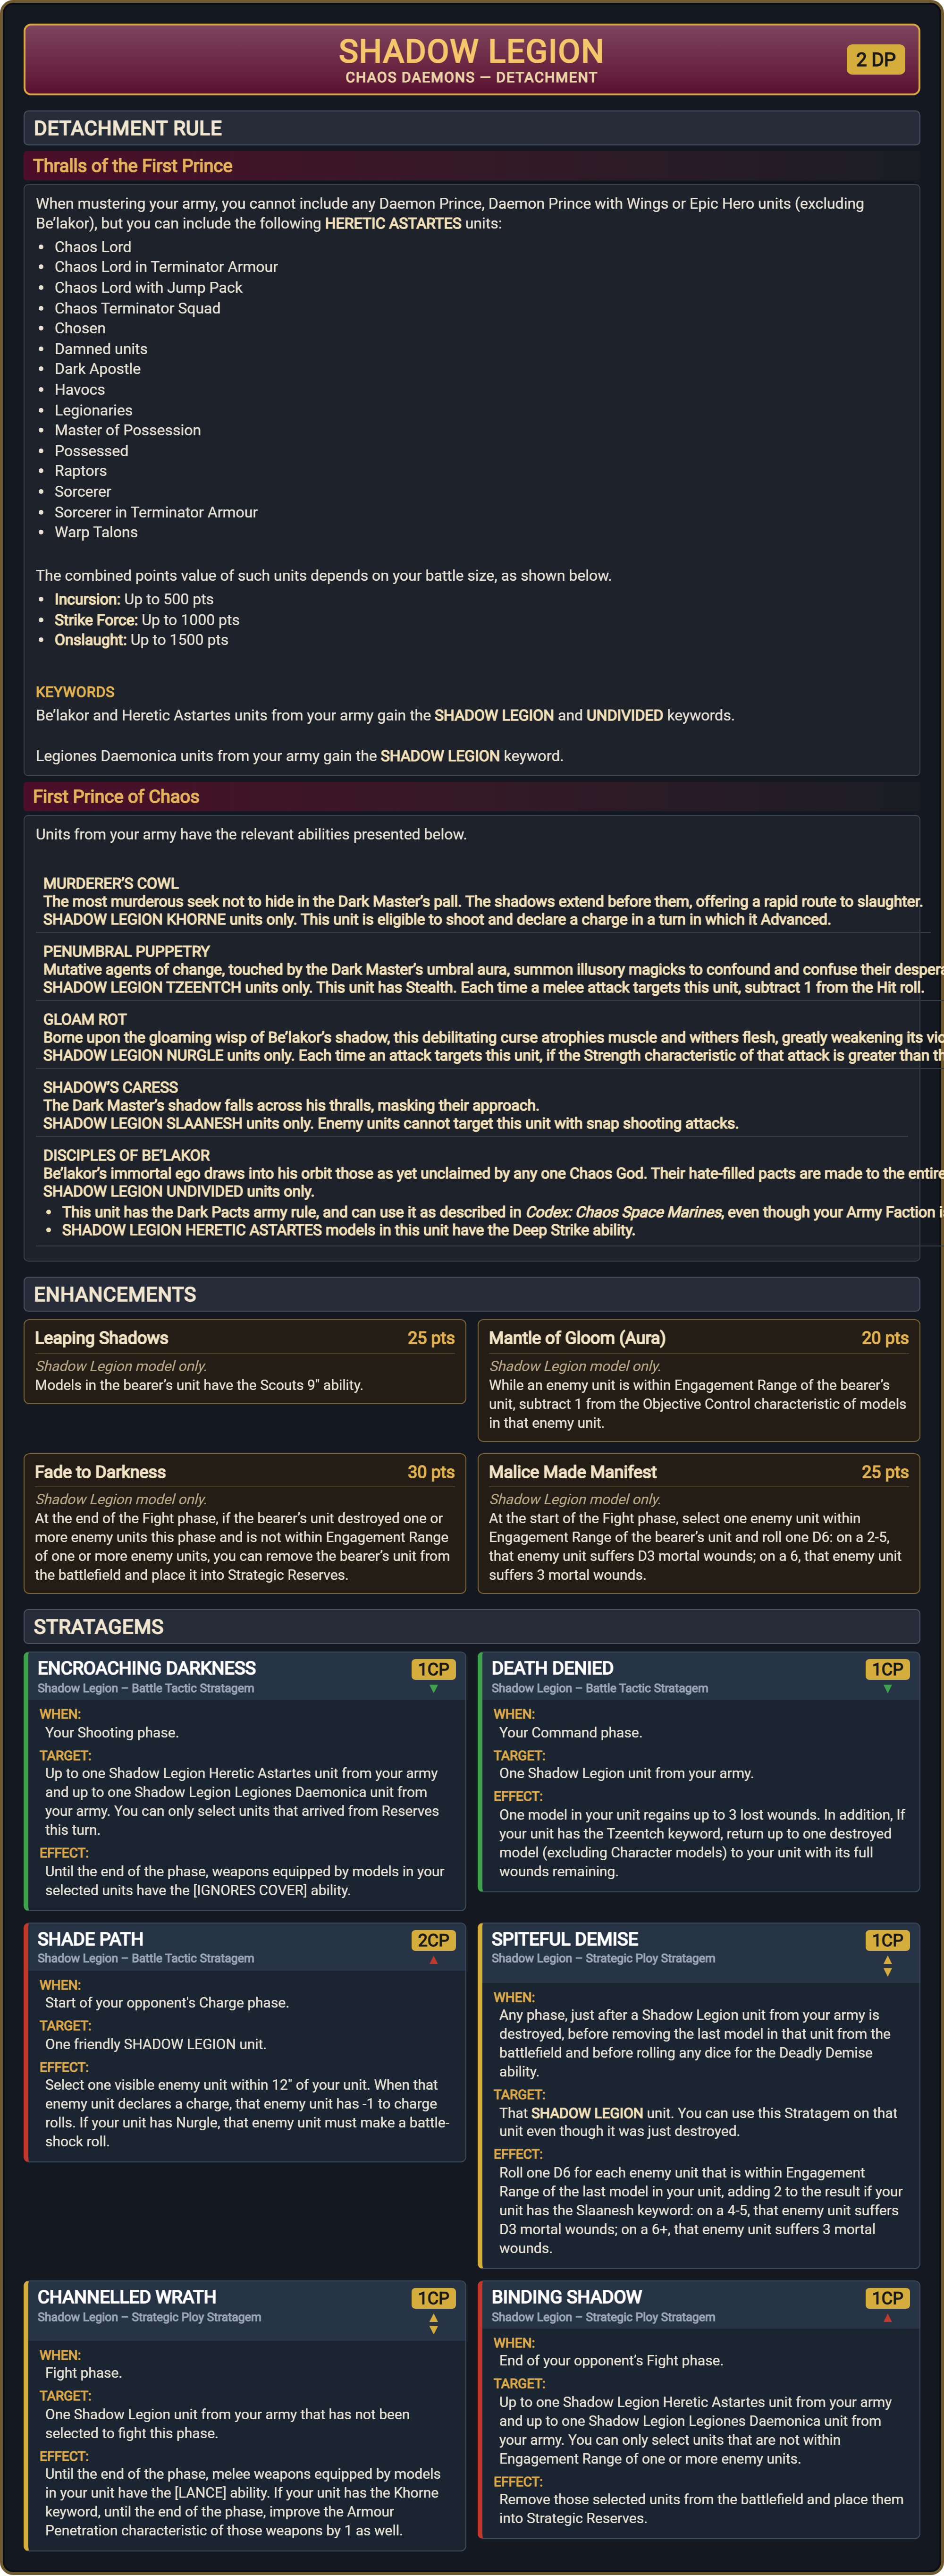 SHADOW LEGION
CHAOS DAEMONS — DETACHMENT
2 DP
DETACHMENT RULE
Thralls of the First Prince
When mustering your army, you cannot include any Daemon Prince, Daemon Prince with Wings or Epic Hero units (excluding
Be’lakor), but you can include the following HERETIC ASTARTES units:
• Chaos Lord
• Chaos Lord in Terminator Armour
• Chaos Lord with Jump Pack
• Chaos Terminator Squad
• Chosen
• Damned units
• Dark Apostle
• Havocs
• Legionaries
• Master of Possession
• Possessed
• Raptors
• Sorcerer
• Sorcerer in Terminator Armour
• Warp Talons
The combined points value of such units depends on your battle size, as shown below.
• Incursion: Up to 500 pts
• Strike Force: Up to 1000 pts
• Onslaught: Up to 1500 pts
KEYWORDS
Be’lakor and Heretic Astartes units from your army gain the SHADOW LEGION and UNDIVIDED keywords.
Legiones Daemonica units from your army gain the SHADOW LEGION keyword.
First Prince of Chaos
Units from your army have the relevant abilities presented below.
MURDERER’S COWL
The most murderous seek not to hide in the Dark Master’s pall. The shadows extend before them, offering a rapid route to slaughter.
SHADOW LEGION KHORNE units only. This unit is eligible to shoot and declare a charge in a turn in which it Advanced.
PENUMBRAL PUPPETRY
Mutative agents of change, touched by the Dark Master’s umbral aura, summon illusory magicks to confound and confuse their
SHADOW LEGION TZEENTCH units only. This unit has Stealth. Each time a melee attack targets this unit, subtract 1 from the Hit roll.
GLOAM ROT
Borne upon the gloaming wisp of Be’lakor’s shadow, this debilitating curse atrophies muscle and withers flesh, greatly weakening its
SHADOW LEGION NURGLE units only. Each time an attack targets this unit, if the Strength characteristic of that attack is greater than
SHADOW’S CARESS
The Dark Master’s shadow falls across his thralls, masking their approach.
SHADOW LEGION SLAANESH units only. Enemy units cannot target this unit with snap shooting attacks.
DISCIPLES OF BE’LAKOR
Be’lakor’s immortal ego draws into his orbit those as yet unclaimed by any one Chaos God. Their hate-filled pacts are made to the entire
SHADOW LEGION UNDIVIDED units only.
• This unit has the Dark Pacts army rule, and can use it as described in Codex: Chaos Space Marines, even though your Army Faction
• SHADOW LEGION HERETIC ASTARTES models in this unit have the Deep Strike ability.
ENHANCEMENTS
Leaping Shadows 25 pts
Shadow Legion model only.
Models in the bearer’s unit have the Scouts 9" ability.
Mantle of Gloom (Aura) 20 pts
Shadow Legion model only.
While an enemy unit is within Engagement Range of the bearer’s
unit, subtract 1 from the Objective Control characteristic of models
in that enemy unit.
Fade to Darkness 30 pts
Shadow Legion model only.
At the end of the Fight phase, if the bearer’s unit destroyed one or
more enemy units this phase and is not within Engagement Range
of one or more enemy units, you can remove the bearer’s unit from
the battlefield and place it into Strategic Reserves.
Malice Made Manifest 25 pts
Shadow Legion model only.
At the start of the Fight phase, select one enemy unit within
Engagement Range of the bearer’s unit and roll one D6: on a 2-5,
that enemy unit suffers D3 mortal wounds; on a 6, that enemy unit
suffers 3 mortal wounds.
STRATAGEMS
ENCROACHING DARKNESS 1CP
Shadow Legion – Battle Tactic Stratagem ▼
WHEN:
Your Shooting phase.
TARGET:
Up to one Shadow Legion Heretic Astartes unit from your army
and up to one Shadow Legion Legiones Daemonica unit from
your army. You can only select units that arrived from Reserves
this turn.
EFFECT:
Until the end of the phase, weapons equipped by models in your
selected units have the [IGNORES COVER] ability.
DEATH DENIED 1CP
Shadow Legion – Battle Tactic Stratagem ▼
WHEN:
Your Command phase.
TARGET:
One Shadow Legion unit from your army.
EFFECT:
One model in your unit regains up to 3 lost wounds. In addition, If
your unit has the Tzeentch keyword, return up to one destroyed
model (excluding Character models) to your unit with its full
wounds remaining.
SHADE PATH 2CP
Shadow Legion – Battle Tactic Stratagem ▲
WHEN:
Start of your opponent's Charge phase.
TARGET:
One friendly SHADOW LEGION unit.
EFFECT:
Select one visible enemy unit within 12" of your unit. When that
enemy unit declares a charge, that enemy unit has -1 to charge
rolls. If your unit has Nurgle, that enemy unit must make a battle-
shock roll.
SPITEFUL DEMISE 1CP
Shadow Legion – Strategic Ploy Stratagem ▲
▼
WHEN:
Any phase, just after a Shadow Legion unit from your army is
destroyed, before removing the last model in that unit from the
battlefield and before rolling any dice for the Deadly Demise
ability.
TARGET:
That SHADOW LEGION unit. You can use this Stratagem on that
unit even though it was just destroyed.
EFFECT:
Roll one D6 for each enemy unit that is within Engagement
Range of the last model in your unit, adding 2 to the result if your
unit has the Slaanesh keyword: on a 4-5, that enemy unit suffers
D3 mortal wounds; on a 6+, that enemy unit suffers 3 mortal
wounds.
CHANNELLED WRATH 1CP
Shadow Legion – Strategic Ploy Stratagem ▲
▼
WHEN:
Fight phase.
TARGET:
One Shadow Legion unit from your army that has not been
selected to fight this phase.
EFFECT:
Until the end of the phase, melee weapons equipped by models
in your unit have the [LANCE] ability. If your unit has the Khorne
keyword, until the end of the phase, improve the Armour
Penetration characteristic of those weapons by 1 as well.
BINDING SHADOW 1CP
Shadow Legion – Strategic Ploy Stratagem ▲
WHEN:
End of your opponent’s Fight phase.
TARGET:
Up to one Shadow Legion Heretic Astartes unit from your army
and up to one Shadow Legion Legiones Daemonica unit from
your army. You can only select units that are not within
Engagement Range of one or more enemy units.
EFFECT:
Remove those selected units from the battlefield and place them
into Strategic Reserves.